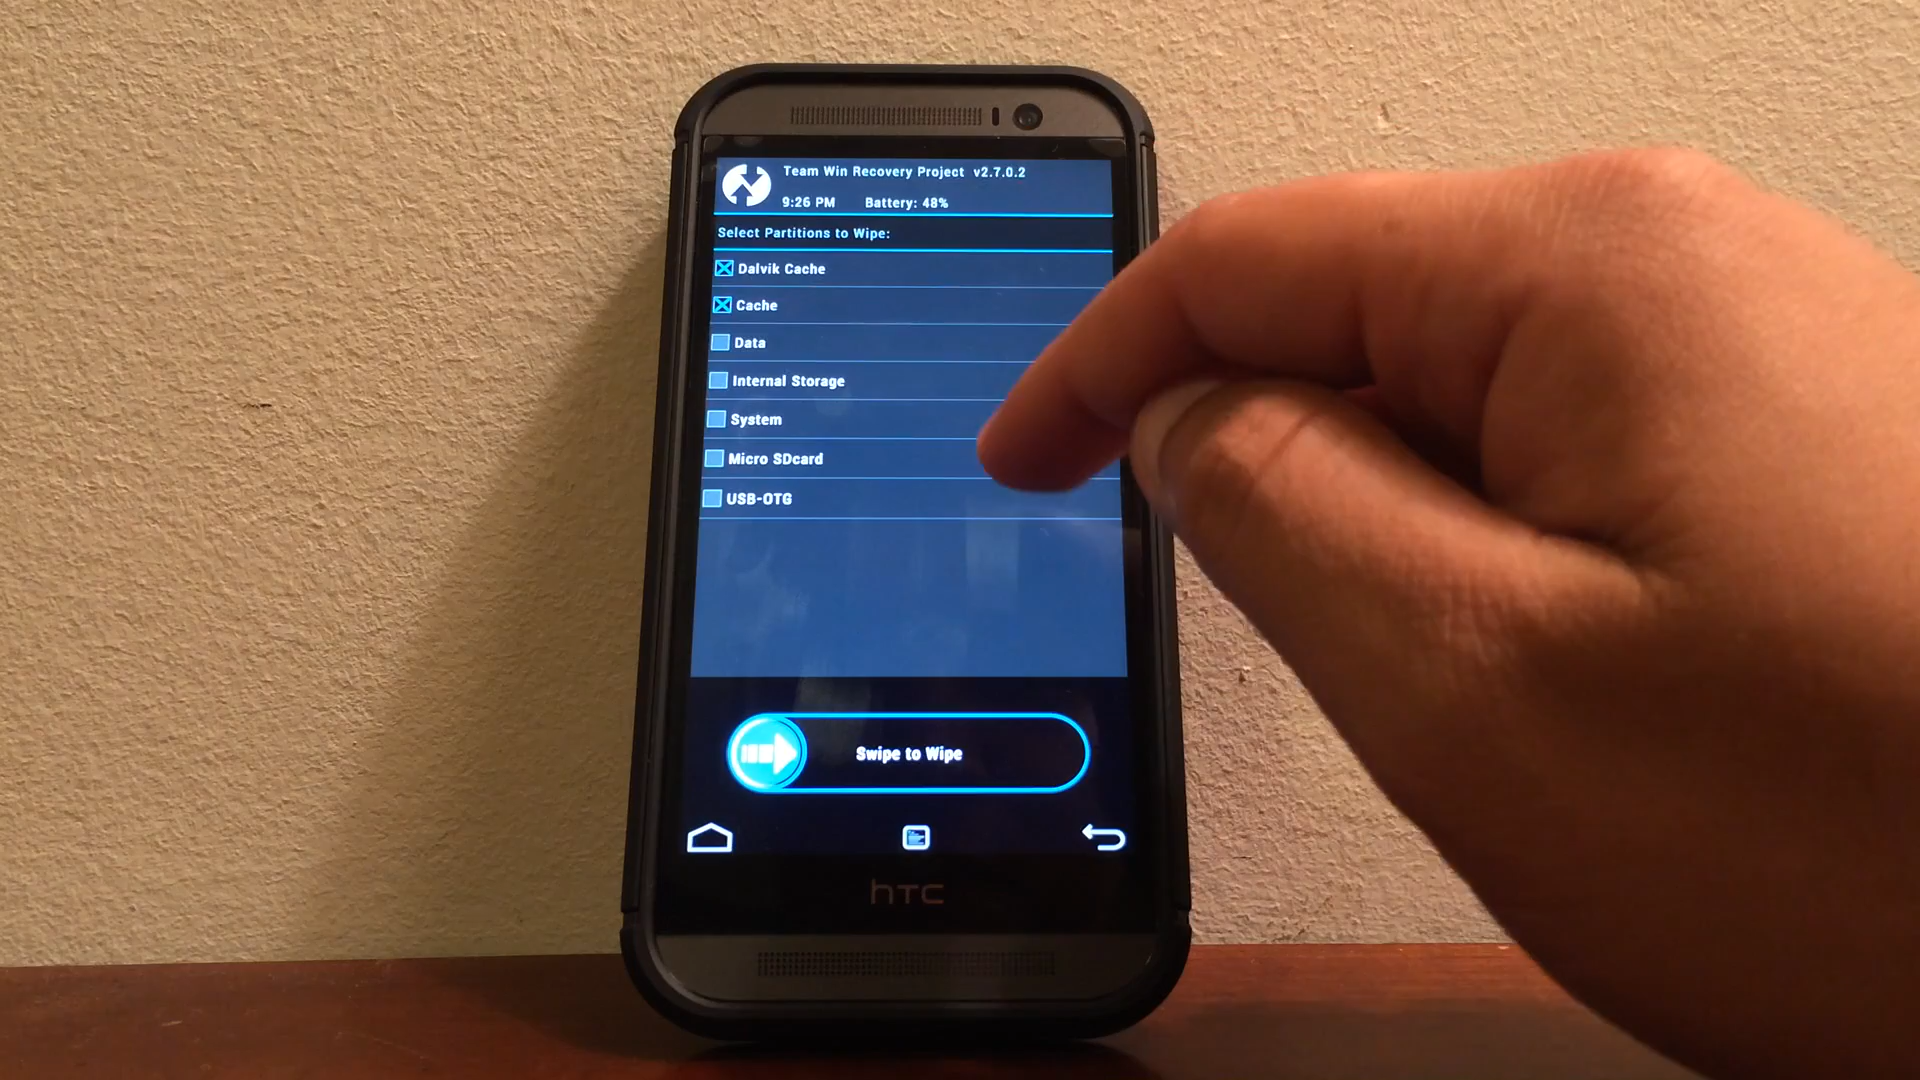 Team Win Recovery Project v2.7.0.2
9:26 PM Battery: 48%
Select Partitions to Wipe:
Dalvik Cache
Cache
Data
Internal Storage
System
Micro SDcard
USB-OTG
Swipe to Wipe
hTC